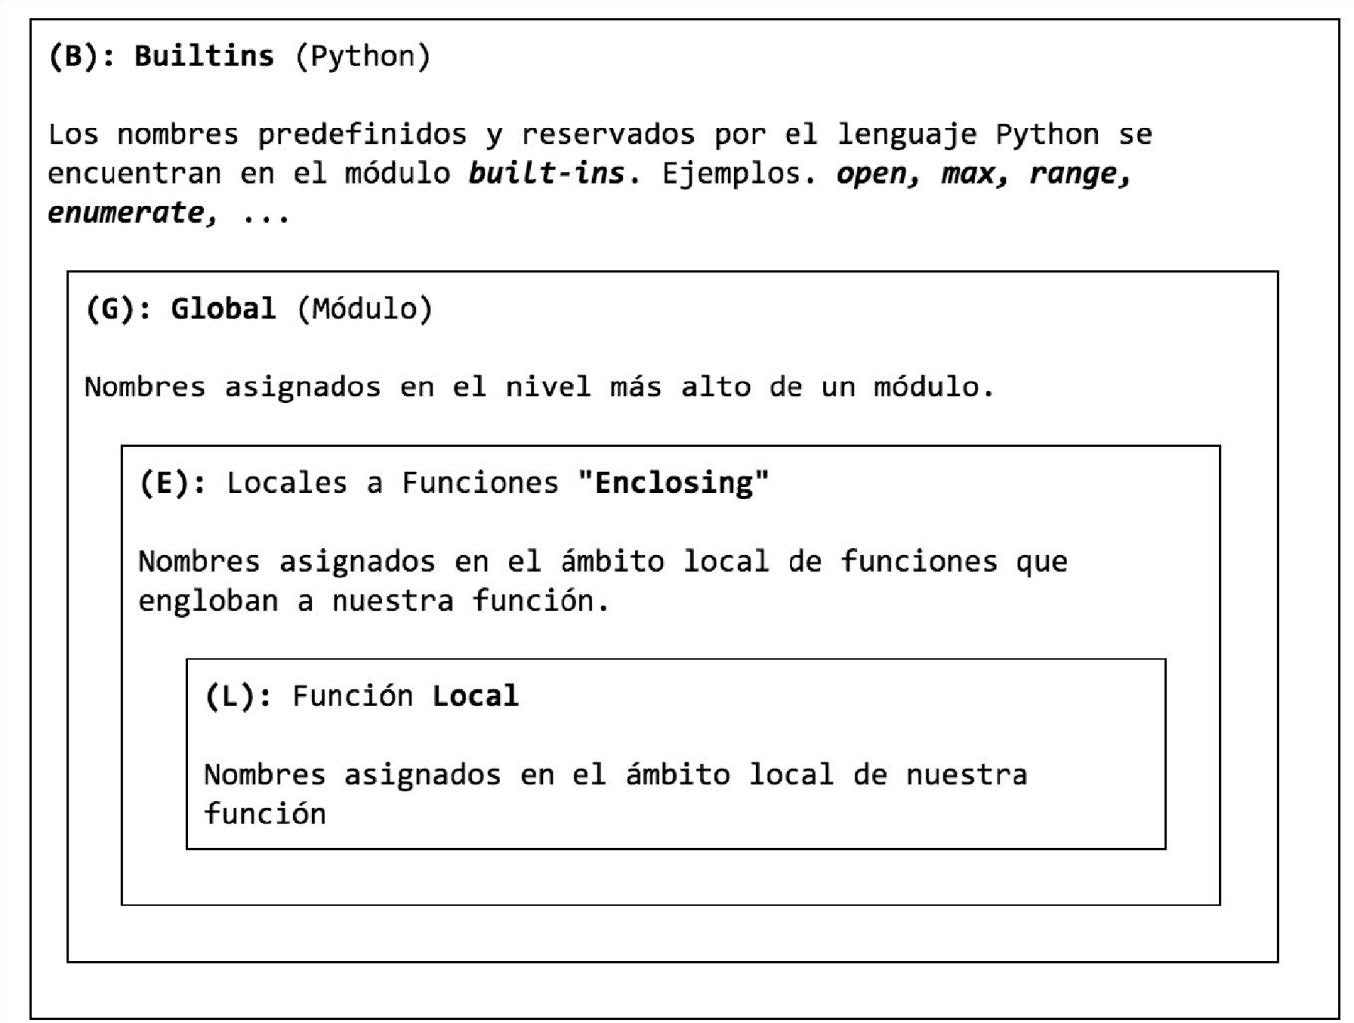 (B): Builtins (Python)
Los nombres predefinidos y reservados por el lenguaje Python se
encuentran en el módulo built-ins. Ejemplos. open, max, range,
enumerate, ...
(G): Global (Módulo)
Nombres asignados en el nivel más alto de un módulo.
(E): Locales a Funciones "Enclosing"
Nombres asignados en el ámbito local de funciones que
engloban a nuestra función.
(L): Función Local
Nombres asignados en el ámbito local de nuestra
función